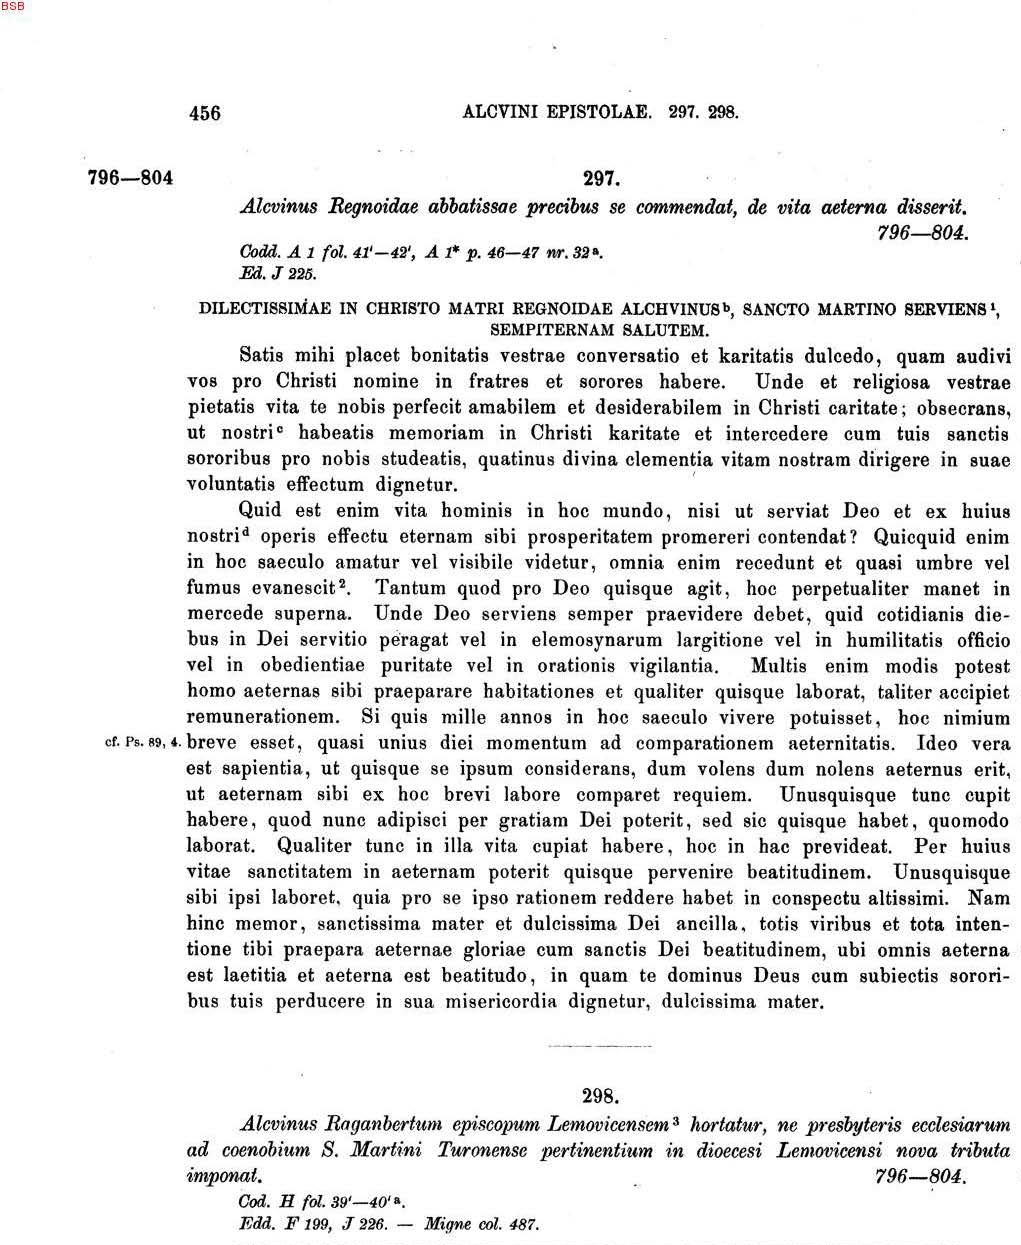 BSB
456 ALCVINI EPISTOLAE. 297. 298.
796—804 297.
Alcvinus Regnoidae abbatissae precibus se commendat, de vita aeterna disserit.
796—804.
Codd. A 1 fol. 41'—42', A 1* p. 46—47 nr. 32ᵃ.
Ed. J 225.
DILECTISSIMAE IN CHRISTO MATRI REGNOIDAE ALCHVINUSᵇ, SANCTO MARTINO SERVIENS¹,
SEMPITERNAM SALUTEM.
Satis mihi placet bonitatis vestrae conversatio et karitatis dulcedo, quam audivi
vos pro Christi nomine in fratres et sorores habere. Unde et religiosa vestrae
pietatis vita te nobis perfecit amabilem et desiderabilem in Christi caritate; obsecrans,
ut nostriᶜ habeatis memoriam in Christi karitate et intercedere cum tuis sanctis
sororibus pro nobis studeatis, quatinus divina clementia vitam nostram dirigere in suae
voluntatis effectum dignetur.
Quid est enim vita hominis in hoc mundo, nisi ut serviat Deo et ex huius
nostriᵈ operis effectu eternam sibi prosperitatem promereri contendat? Quicquid enim
in hoc saeculo amatur vel visibile videtur, omnia enim recedunt et quasi umbre vel
fumus evanescit². Tantum quod pro Deo quisque agit, hoc perpetualiter manet in
mercede superna. Unde Deo serviens semper praevidere debet, quid cotidianis die-
bus in Dei servitio peragat vel in elemosynarum largitione vel in humilitatis officio
vel in obedientiae puritate vel in orationis vigilantia. Multis enim modis potest
homo aeternas sibi praeparare habitationes et qualiter quisque laborat, taliter accipiet
remunerationem. Si quis mille annos in hoc saeculo vivere potuisset, hoc nimium
cf. Ps. 89, 4. breve esset, quasi unius diei momentum ad comparationem aeternitatis. Ideo vera
est sapientia, ut quisque se ipsum considerans, dum volens dum nolens aeternus erit,
ut aeternam sibi ex hoc brevi labore comparet requiem. Unusquisque tunc cupit
habere, quod nunc adipisci per gratiam Dei poterit, sed sic quisque habet, quomodo
laborat. Qualiter tunc in illa vita cupiat habere, hoc in hac prevideat. Per huius
vitae sanctitatem in aeternam poterit quisque pervenire beatitudinem. Unusquisque
sibi ipsi laboret, quia pro se ipso rationem reddere habet in conspectu altissimi. Nam
hinc memor, sanctissima mater et dulcissima Dei ancilla, totis viribus et tota inten-
tione tibi praepara aeternae gloriae cum sanctis Dei beatitudinem, ubi omnis aeterna
est laetitia et aeterna est beatitudo, in quam te dominus Deus cum subiectis sorori-
bus tuis perducere in sua misericordia dignetur, dulcissima mater.
298.
Alcvinus Raganbertum episcopum Lemovicensem³ hortatur, ne presbyteris ecclesiarum
ad coenobium S. Martini Turonense pertinentium in dioecesi Lemovicensi nova tributa
imponat. 796—804.
Cod. H fol. 39'—40'ᵃ.
Edd. F 199, J 226. — Migne col. 487.